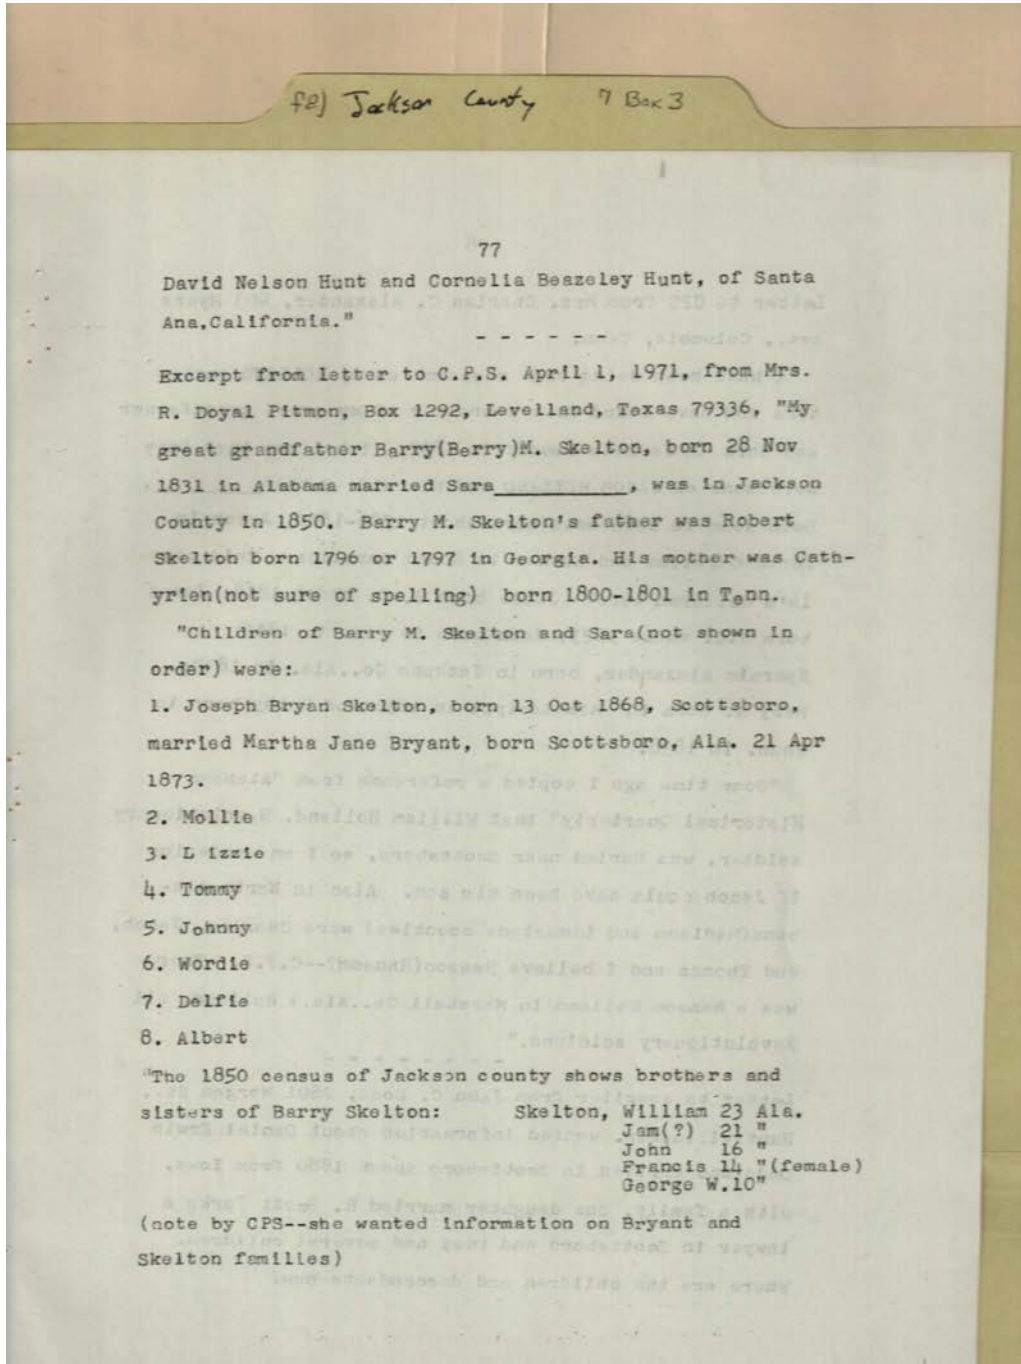 f8) Jackson County 7 Box 3
77
David Nelson Hunt and Cornelia Beazeley Hunt, of Santa
Ana,California."
- - - - - -
Excerpt from letter to C.P.S. April 1, 1971, from Mrs.
R. Doyal Pitmon, Box 1292, Levelland, Texas 79336, "My
great grandfather Barry(Berry)M. Skelton, born 28 Nov
1831 in Alabama married Sara__________, was in Jackson
County in 1850. Barry M. Skelton's father was Robert
Skelton born 1796 or 1797 in Georgia. His mother was Cath-
yrien(not sure of spelling) born 1800-1801 in Tenn.
"Children of Barry M. Skelton and Sara(not shown in
order) were:
1. Joseph Bryan Skelton, born 13 Oct 1868, Scottsboro,
married Martha Jane Bryant, born Scottsboro, Ala. 21 Apr
1873.
2. Mollie
3. L izzie
4. Tommy
5. Johnny
6. Wordie
7. Delfie
8. Albert
"The 1850 census of Jackson county shows brothers and
sisters of Barry Skelton: Skelton, William 23 Ala.
Jam(?) 21 "
John 16 "
Francis 14 "(female)
George W.10"
(note by CPS--she wanted information on Bryant and
Skelton families)